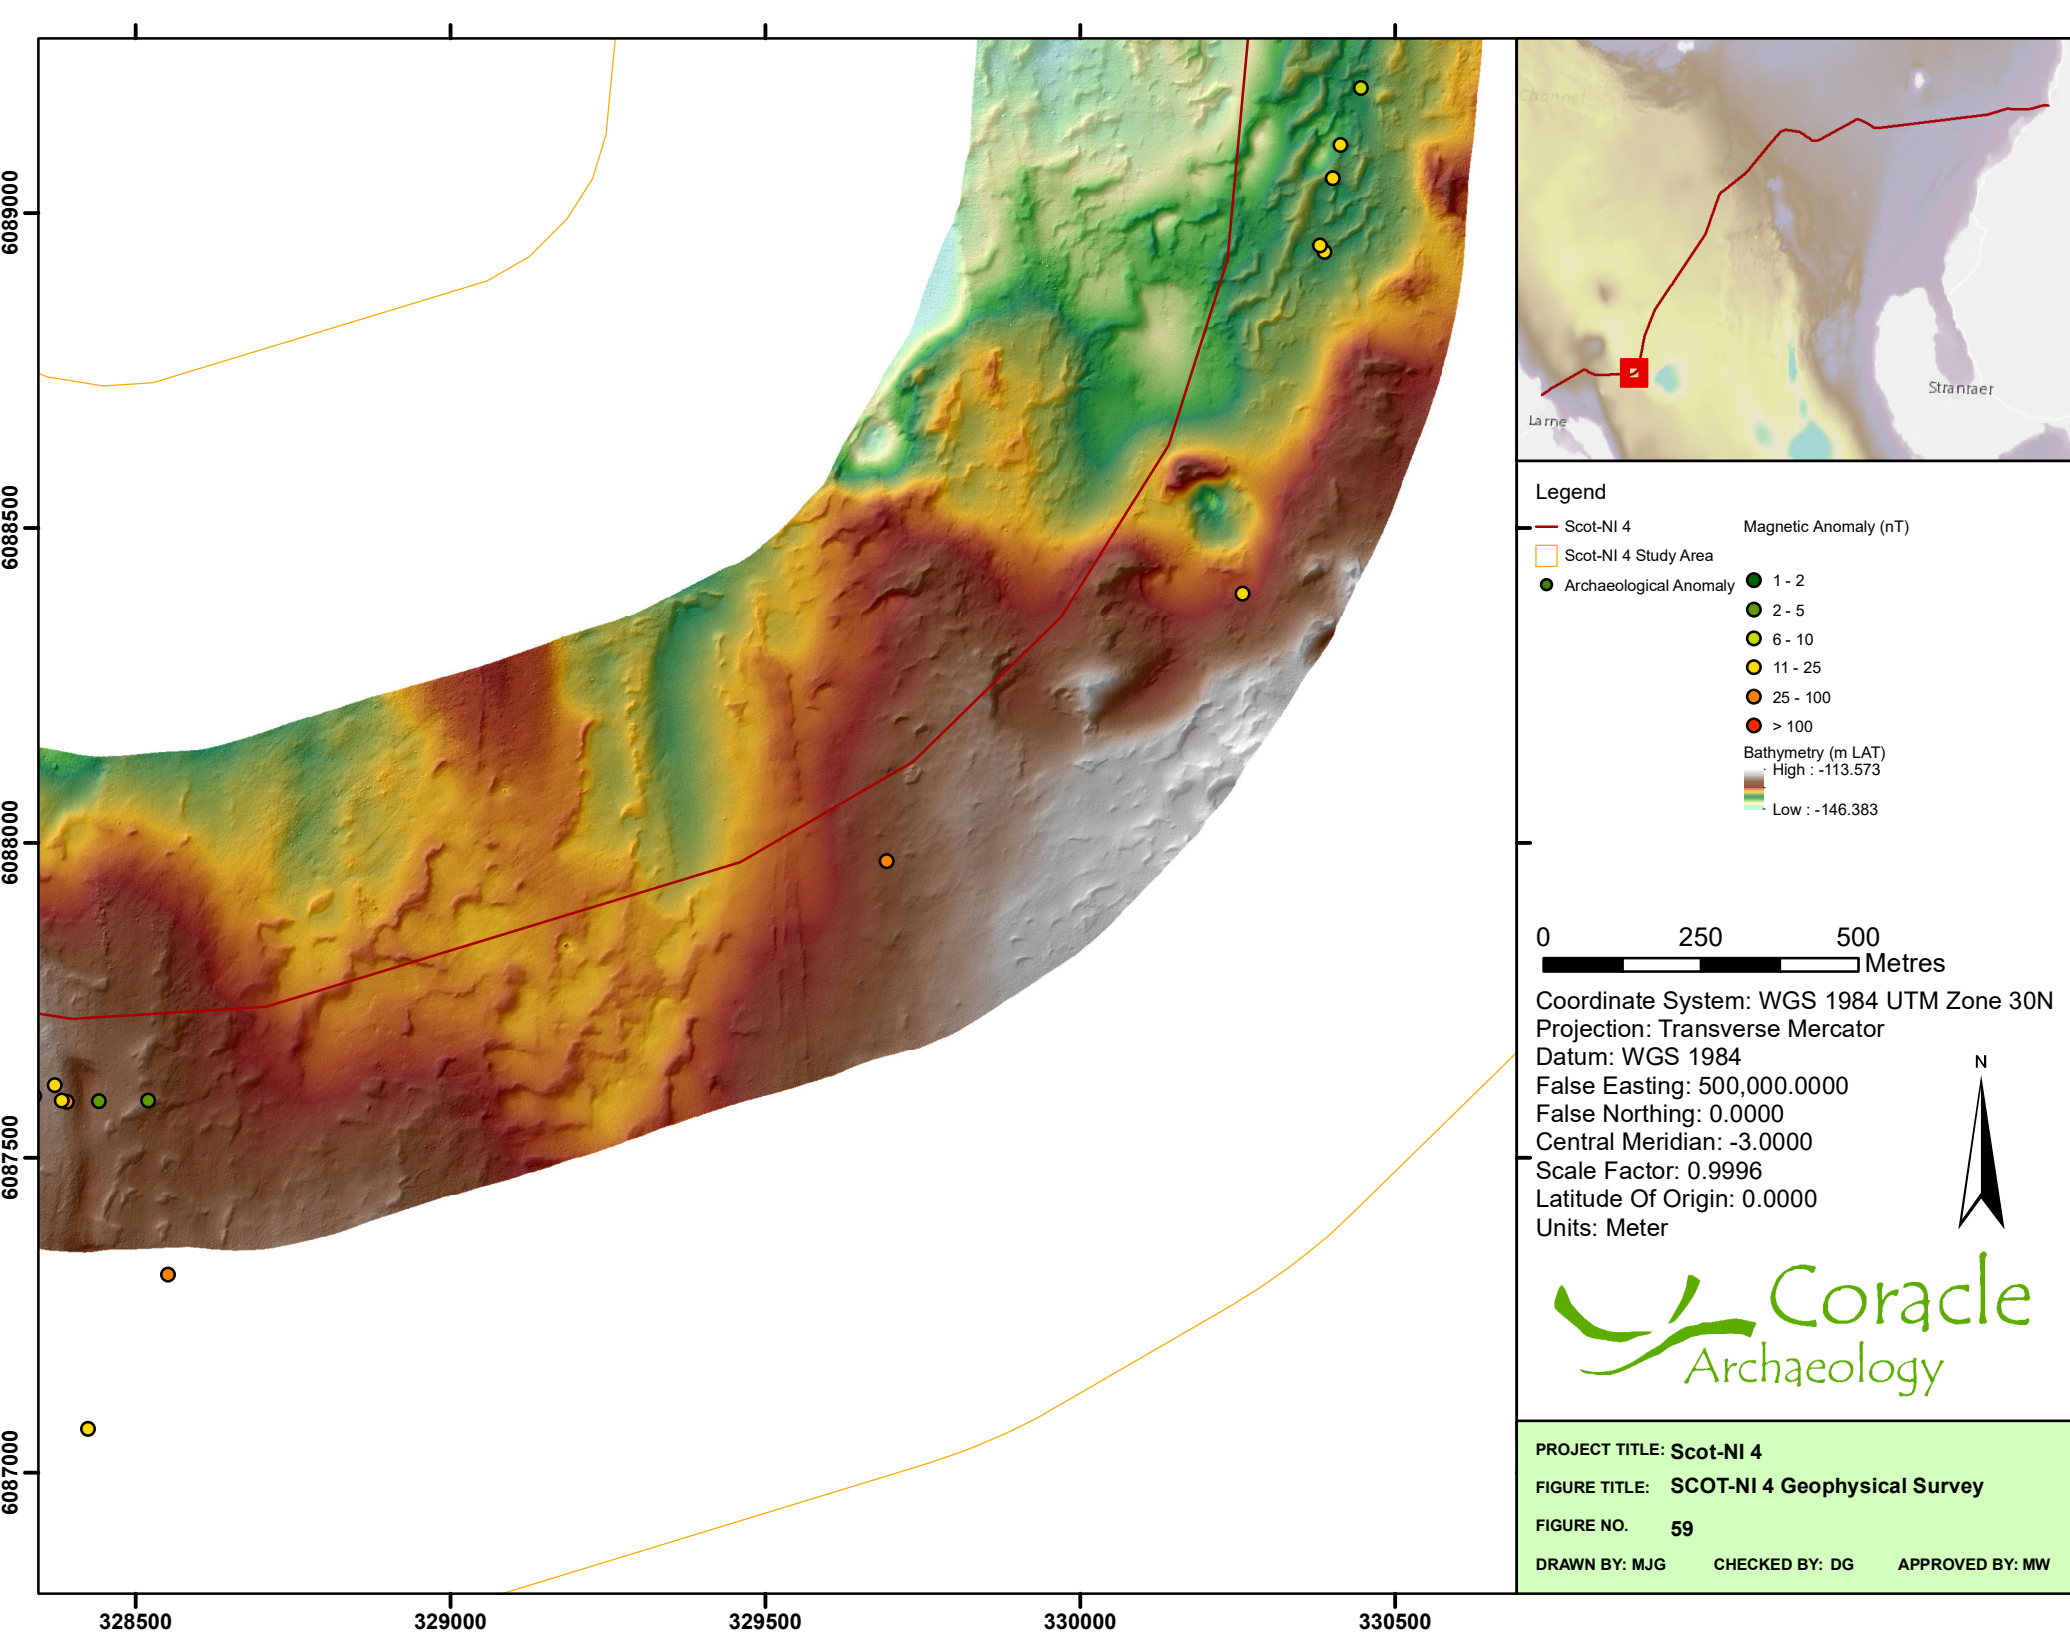 6089000
6088500
6088000
6087500
6087000
328500
329000
329500
330000
330500
Channel
Stranraer
Larne
Legend
Scot-NI 4
Scot-NI 4 Study Area
Archaeological Anomaly
Magnetic Anomaly (nT)
1 - 2
2 - 5
6 - 10
11 - 25
25 - 100
> 100
Bathymetry (m LAT)
High : -113.573
Low : -146.383
0 250 500
Metres
Coordinate System: WGS 1984 UTM Zone 30N
Projection: Transverse Mercator
Datum: WGS 1984
False Easting: 500,000.0000
False Northing: 0.0000
Central Meridian: -3.0000
Scale Factor: 0.9996
Latitude Of Origin: 0.0000
Units: Meter
N
Coracle
Archaeology
PROJECT TITLE: Scot-NI 4
FIGURE TITLE: SCOT-NI 4 Geophysical Survey
FIGURE NO. 59
DRAWN BY: MJG CHECKED BY: DG APPROVED BY: MW